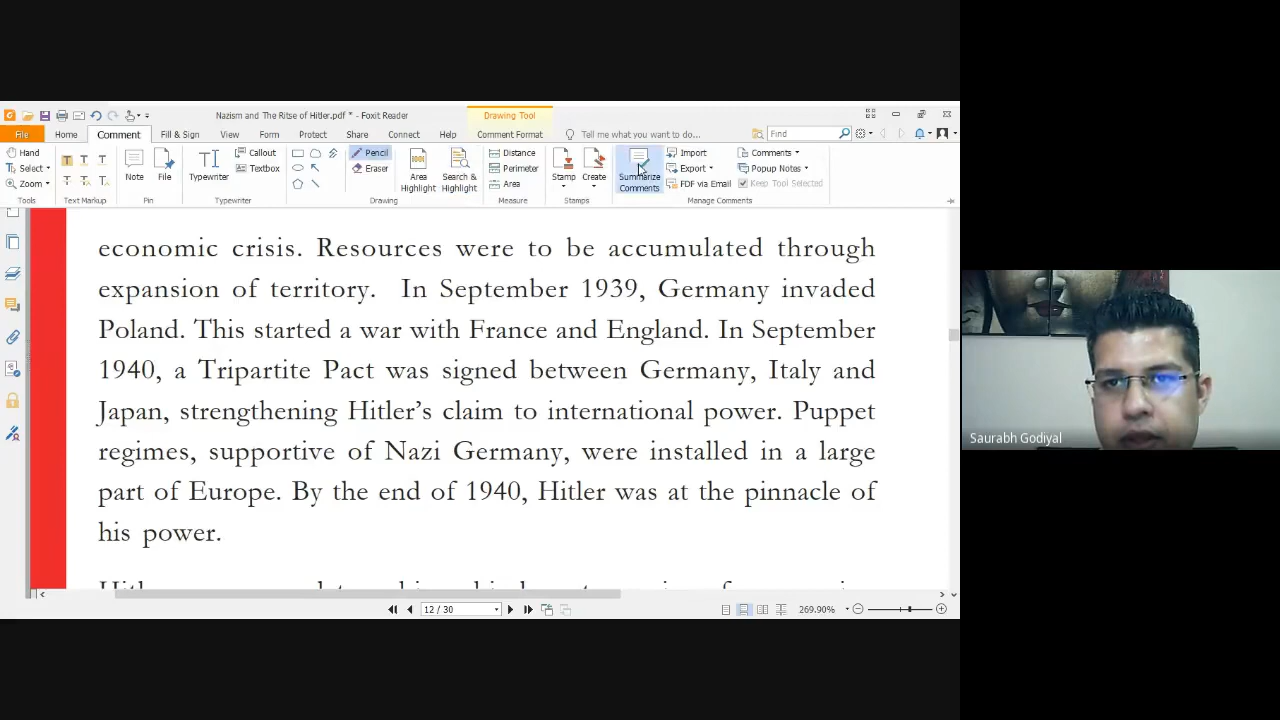 Nasism and The Ritse of Hitler.pdf * - Foxit Reader
Drawing Tool
File
Home
Comment
Fill & Sign
View
Form
Protect
Share
Connect
Help
Comment Format
Tell me what you want to do...
Find
Hand
Select
Zoom
Tools
T T T
T T T
Text Markup
Note
File
Pin
Typewriter
Callout
Textbox
Typewriter
Pencil
Eraser
Area Highlight
Search & Highlight
Drawing
Distance
Perimeter
Area
Measure
Stamp
Create
Stamps
Summarize Comments
Import
Export
FDF via Email
Comments
Popup Notes
Keep Tool Selected
Manage Comments
economic crisis. Resources were to be accumulated through
expansion of territory. In September 1939, Germany invaded
Poland. This started a war with France and England. In September
1940, a Tripartite Pact was signed between Germany, Italy and
Japan, strengthening Hitler's claim to international power. Puppet
regimes, supportive of Nazi Germany, were installed in a large
part of Europe. By the end of 1940, Hitler was at the pinnacle of
his power.
12 / 30
269.90%
Saurabh Godiyal